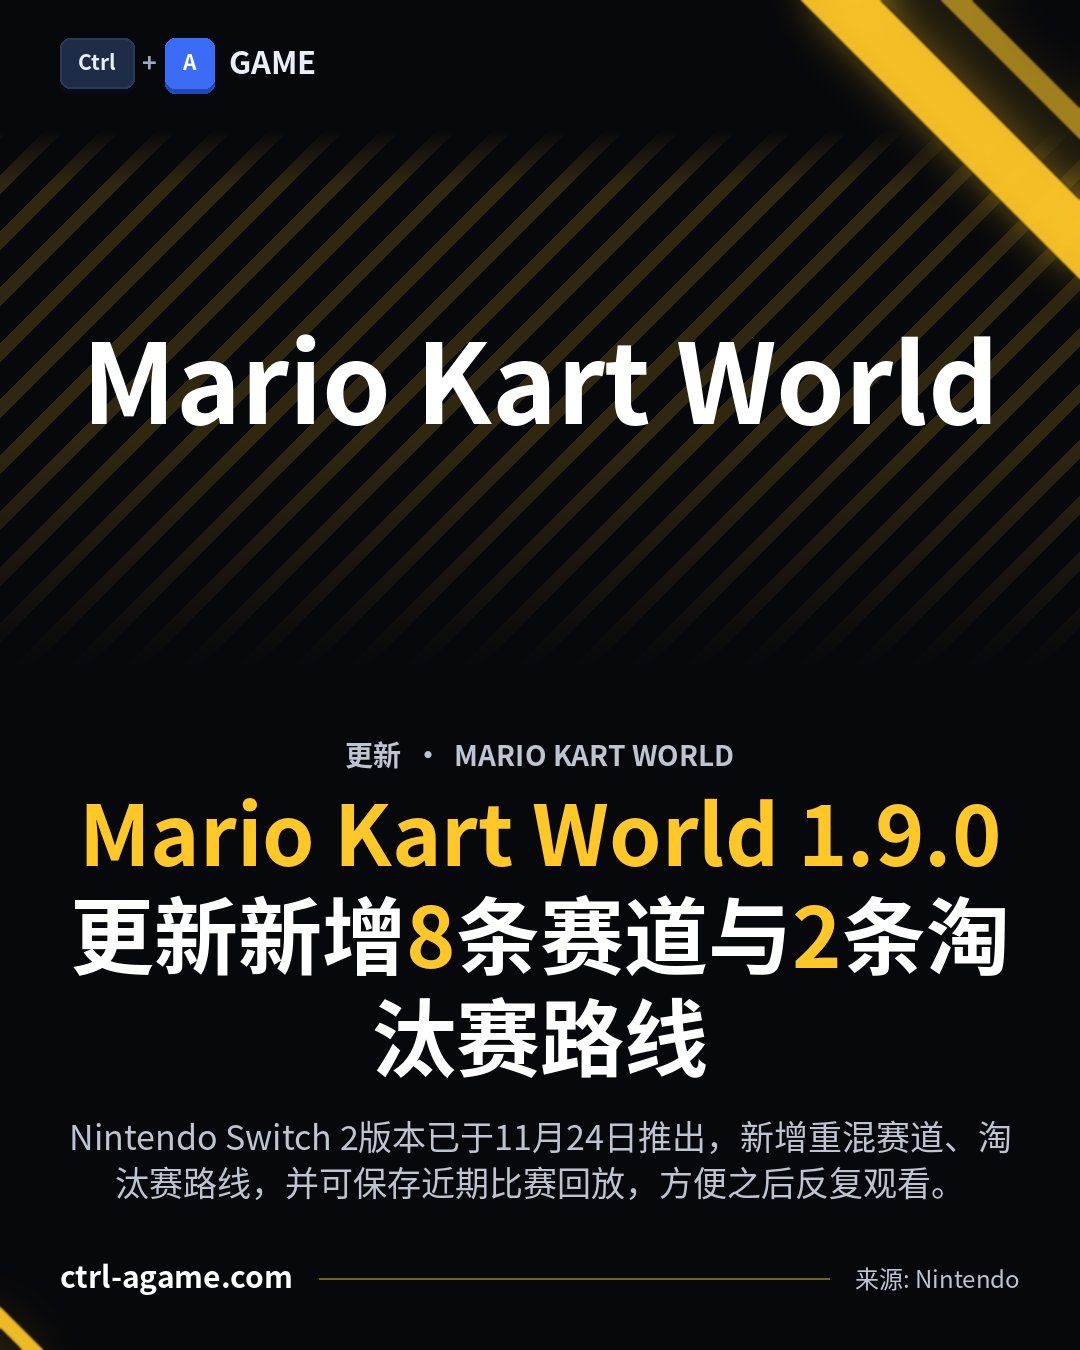 Ctrl + A GAME
Mario Kart World
更新 · MARIO KART WORLD
Mario Kart World 1.9.0
更新新增8条赛道与2条淘
汰赛路线
Nintendo Switch 2版本已于11月24日推出，新增重混赛道、淘
汰赛路线，并可保存近期比赛回放，方便之后反复观看。
ctrl-agame.com
来源: Nintendo